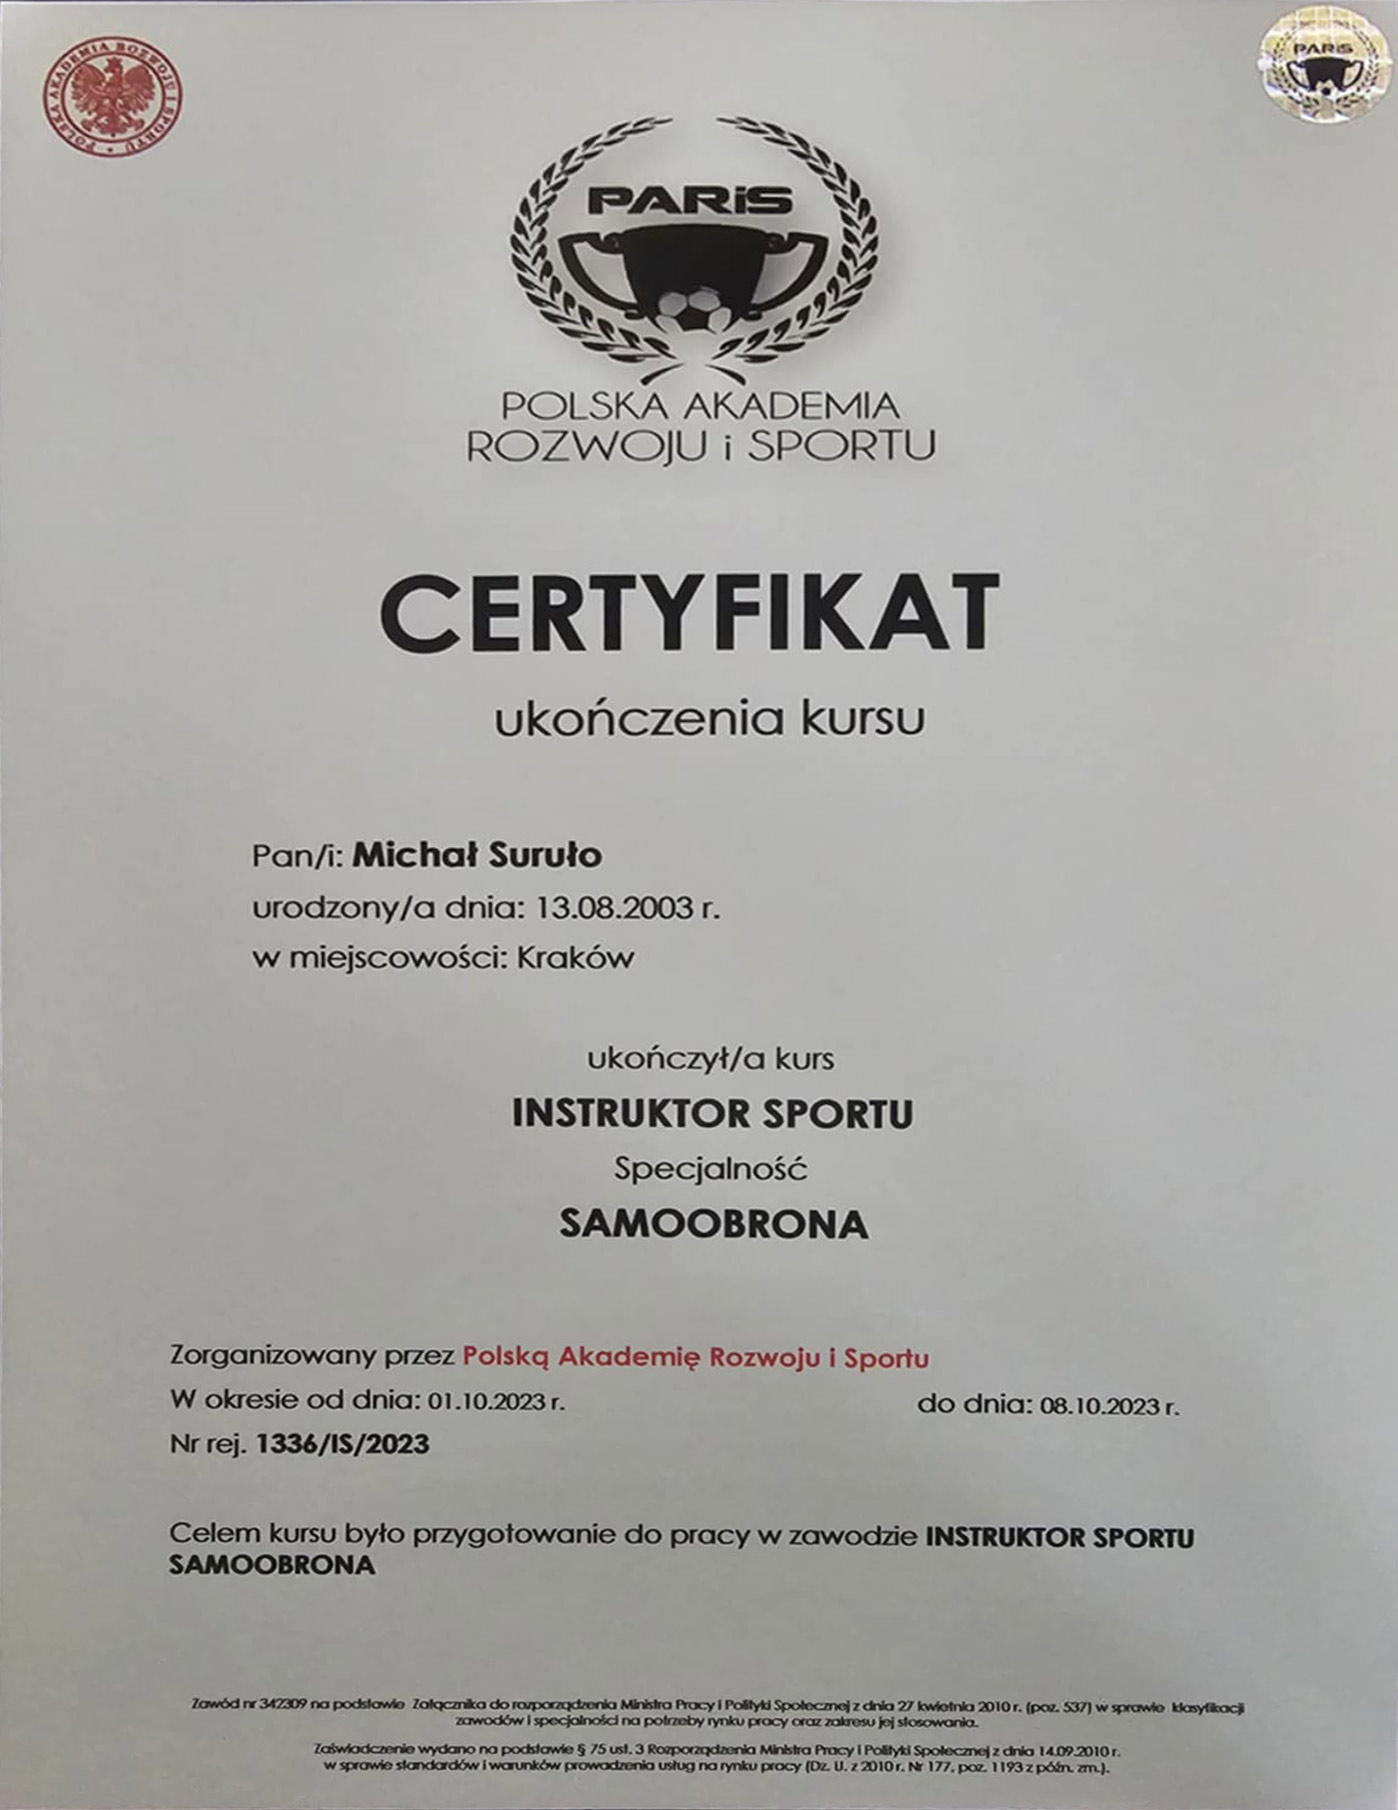 POLSKA AKADEMIA ROZWOJU I SPORTU
PARiS
PARiS
POLSKA AKADEMIA
ROZWOJU i SPORTU
CERTYFIKAT
ukończenia kursu
Pan/i: Michał Suruło
urodzony/a dnia: 13.08.2003 r.
w miejscowości: Kraków
ukończył/a kurs
INSTRUKTOR SPORTU
Specjalność
SAMOOBRONA
Zorganizowany przez Polską Akademię Rozwoju i Sportu
W okresie od dnia: 01.10.2023 r. do dnia: 08.10.2023 r.
Nr rej. 1336/IS/2023
Celem kursu było przygotowanie do pracy w zawodzie INSTRUKTOR SPORTU
SAMOOBRONA
Zawód nr 342309 na podstawie Załącznika do rozporządzenia Ministra Pracy i Polityki Społecznej z dnia 27 kwietnia 2010 r. (poz. 537) w sprawie klasyfikacji
zawodów i specjalności na potrzeby rynku pracy oraz zakresu jej stosowania.
Zaświadczenie wydano na podstawie § 75 ust. 3 Rozporządzenia Ministra Pracy i Polityki Społecznej z dnia 14.09.2010 r.
w sprawie standardów i warunków prowadzenia usług na rynku pracy (Dz. U. z 2010 r. Nr 177, poz. 1193 z późn. zm.).